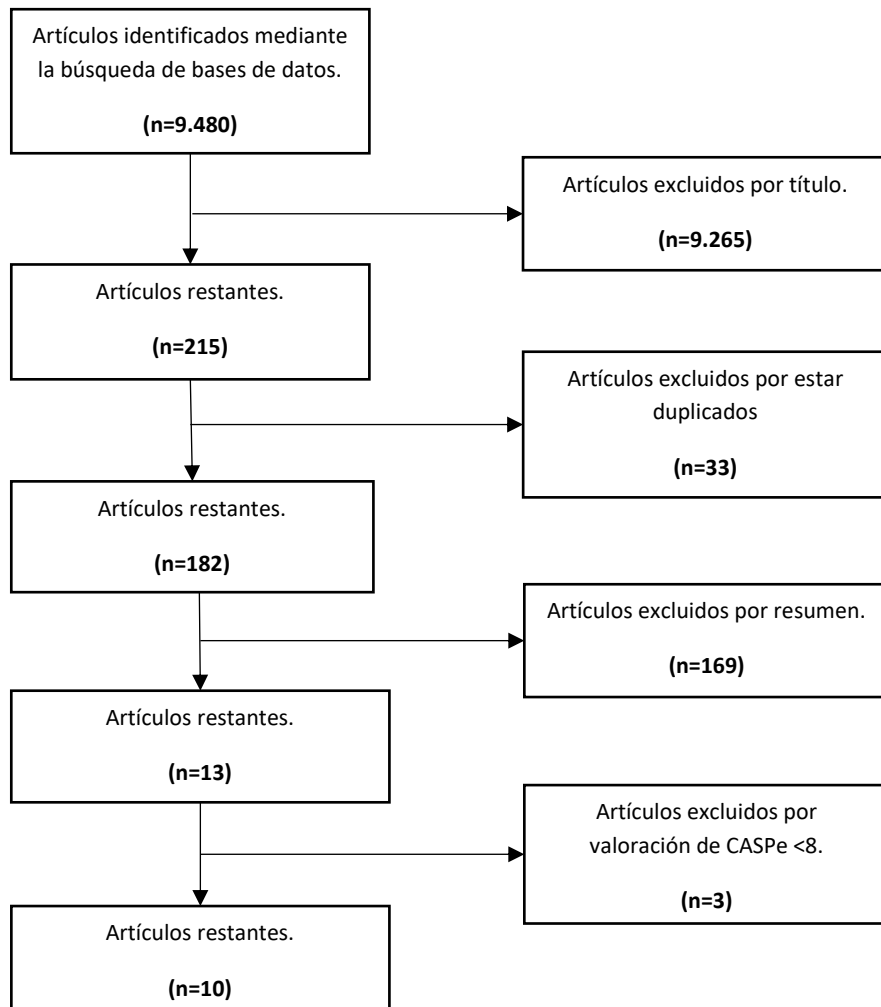 Artículos identificados mediante
la búsqueda de bases de datos.
(n=9.480)
Artículos excluidos por título.
(n=9.265)
Artículos restantes.
(n=215)
Artículos excluidos por estar
duplicados
(n=33)
Artículos restantes.
(n=182)
Artículos excluidos por resumen.
(n=169)
Artículos restantes.
(n=13)
Artículos excluidos por
valoración de CASPe <8.
(n=3)
Artículos restantes.
(n=10)